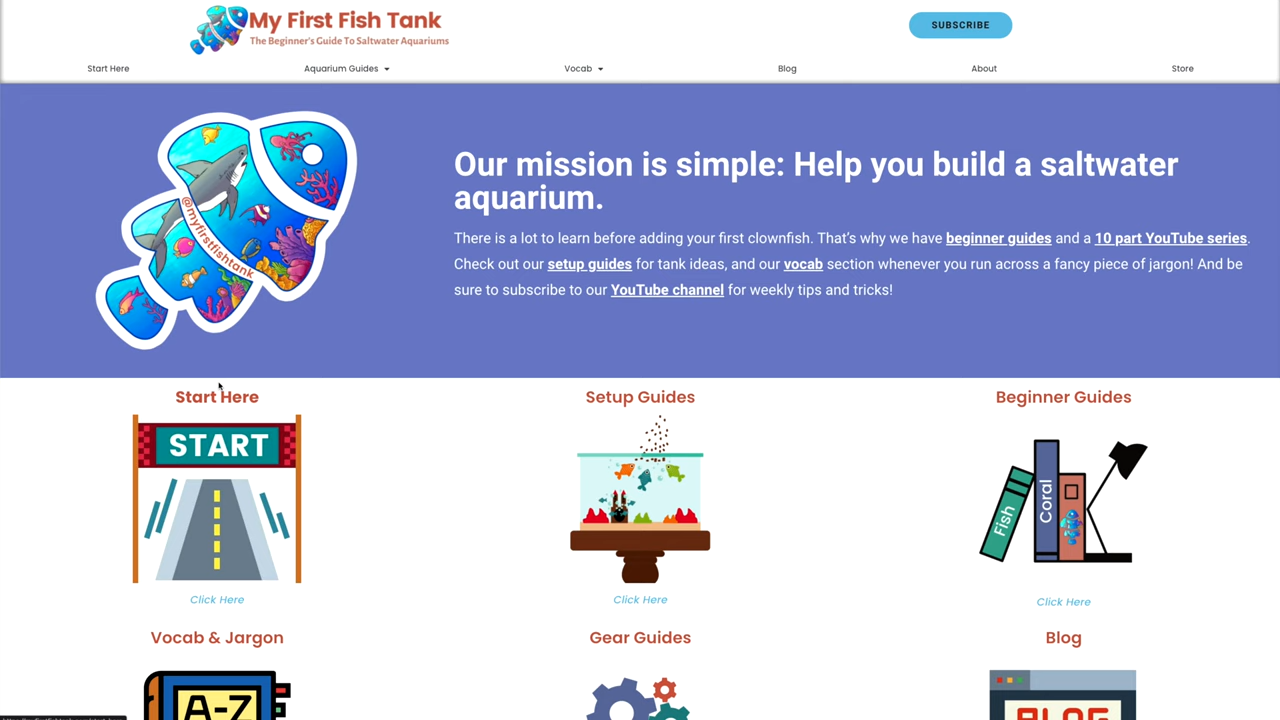 My First Fish Tank
The Beginner's Guide To Saltwater Aquariums
SUBSCRIBE
Start Here
Aquarium Guides
Vocab
Blog
About
Store
@myfirstfishtank
Our mission is simple: Help you build a saltwater
aquarium.
There is a lot to learn before adding your first clownfish. That's why we have beginner guides and a 10 part YouTube series.
Check out our setup guides for tank ideas, and our vocab section whenever you run across a fancy piece of jargon! And be
sure to subscribe to our YouTube channel for weekly tips and tricks!
Start Here
Setup Guides
Beginner Guides
START
Fish
Coral
Click Here
Click Here
Click Here
Vocab & Jargon
Gear Guides
Blog
A-Z
BLOG